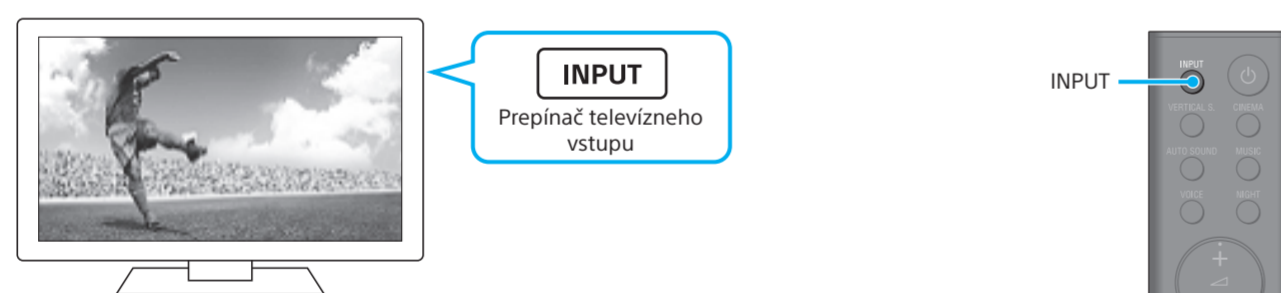 INPUT
Prepínač televízneho
vstupu
INPUT
INPUT
VERTICAL S. CINEMA
AUTO SOUND MUSIC
VOICE NIGHT